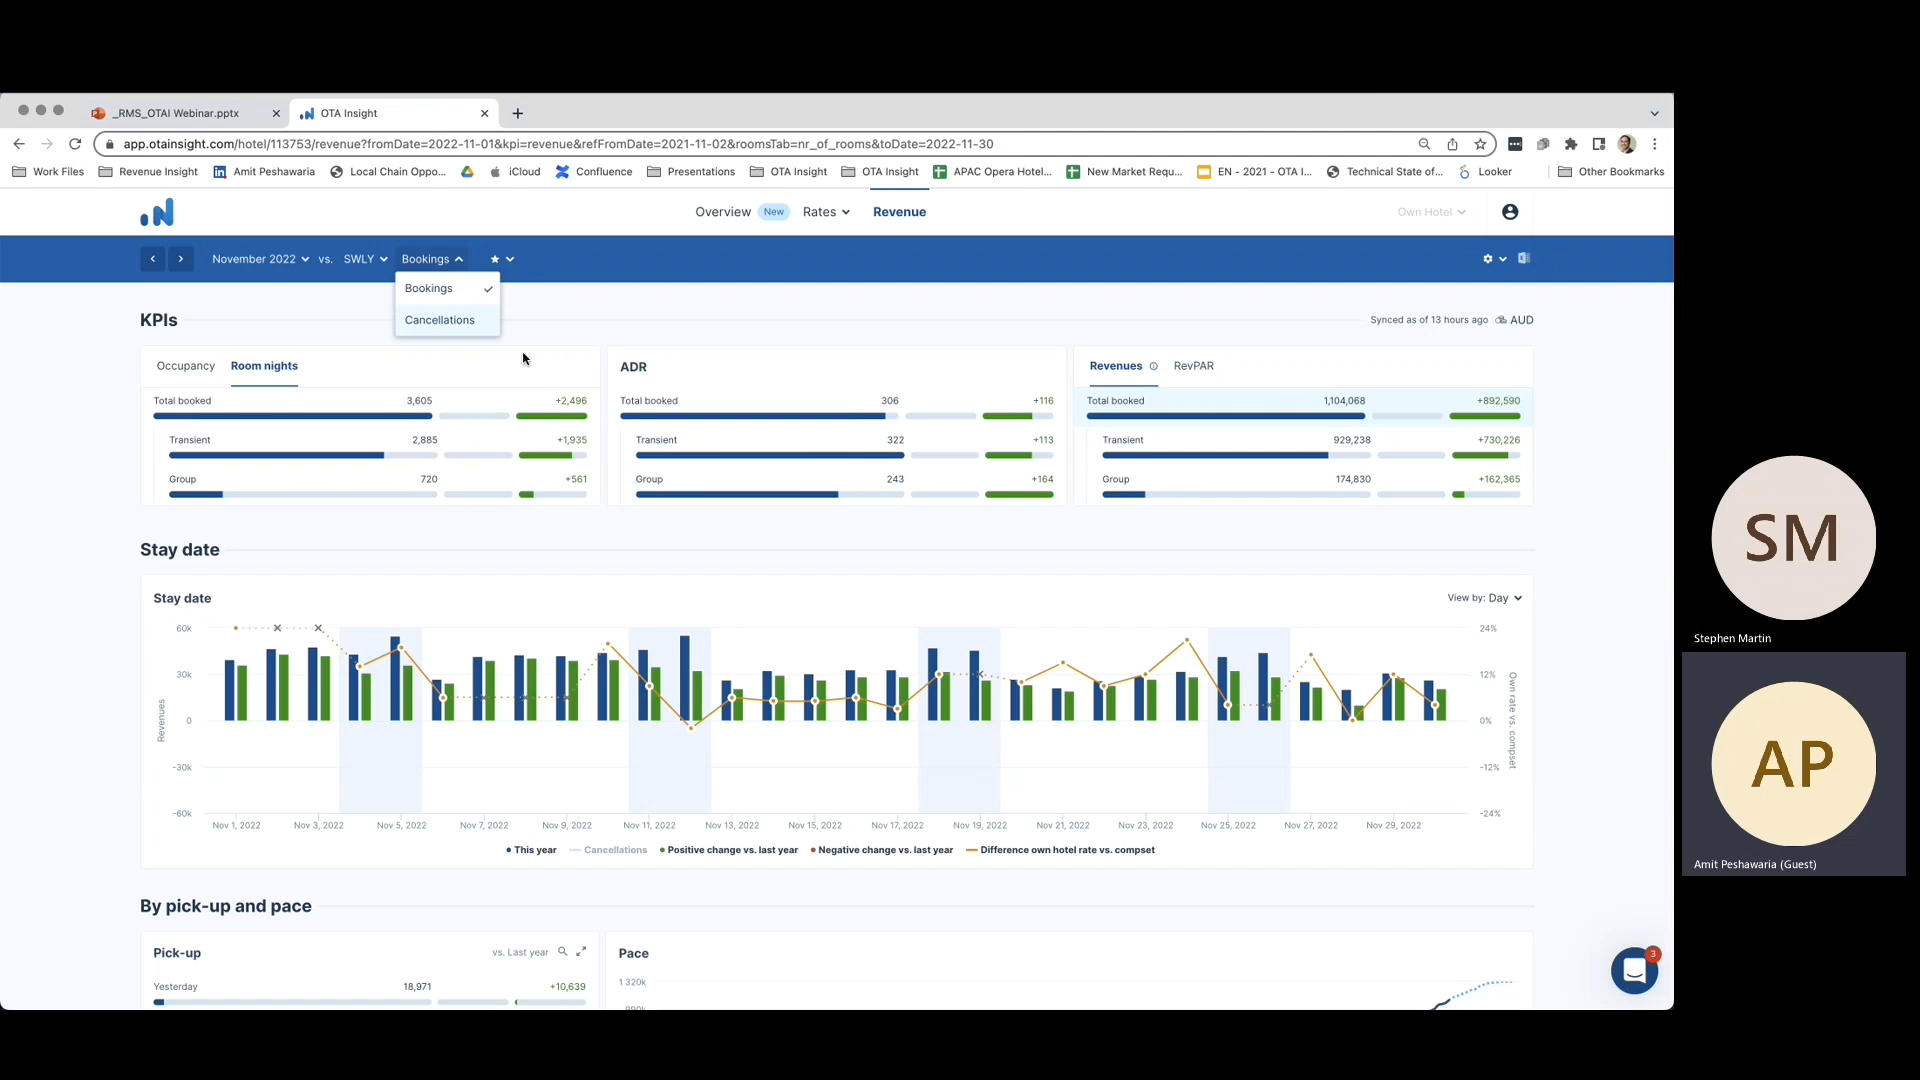 _RMS_OTAI Webinar.pptx
OTA Insight
app.otainsight.com/hotel/113753/revenue?fromDate=2022-11-01&kpi=revenue&refFromDate=2021-11-02&roomsTab=nr_of_rooms&toDate=2022-11-30
Work Files Revenue Insight Amit Peshawaria Local Chain Oppo... iCloud Confluence Presentations OTA Insight OTA Insight APAC Opera Hotel... New Market Requ... EN - 2021 - OTA I... Technical State of... Looker Other Bookmarks
Overview New Rates Revenue Own Hotel
November 2022 vs. SWLY Bookings
Bookings
Cancellations
KPIs
Synced as of 13 hours ago AUD
Occupancy Room nights
Total booked 3,605 +2,496
Transient 2,885 +1,935
Group 720 +561
ADR
Total booked 306 +116
Transient 322 +113
Group 243 +164
Revenues RevPAR
Total booked 1,104,068 +892,590
Transient 929,238 +730,226
Group 174,830 +162,365
Stay date
Stay date
View by: Day
60k
30k
0
-30k
-60k
Revenues
24%
12%
0%
-12%
-24%
Own rate vs. compset
Nov 1, 2022 Nov 3, 2022 Nov 5, 2022 Nov 7, 2022 Nov 9, 2022 Nov 11, 2022 Nov 13, 2022 Nov 15, 2022 Nov 17, 2022 Nov 19, 2022 Nov 21, 2022 Nov 23, 2022 Nov 25, 2022 Nov 27, 2022 Nov 29, 2022
This year Cancellations Positive change vs. last year Negative change vs. last year Difference own hotel rate vs. compset
By pick-up and pace
Pick-up vs. Last year
Yesterday 18,971 +10,639
Pace
1 320k
3
SM
Stephen Martin
AP
Amit Peshawaria (Guest)